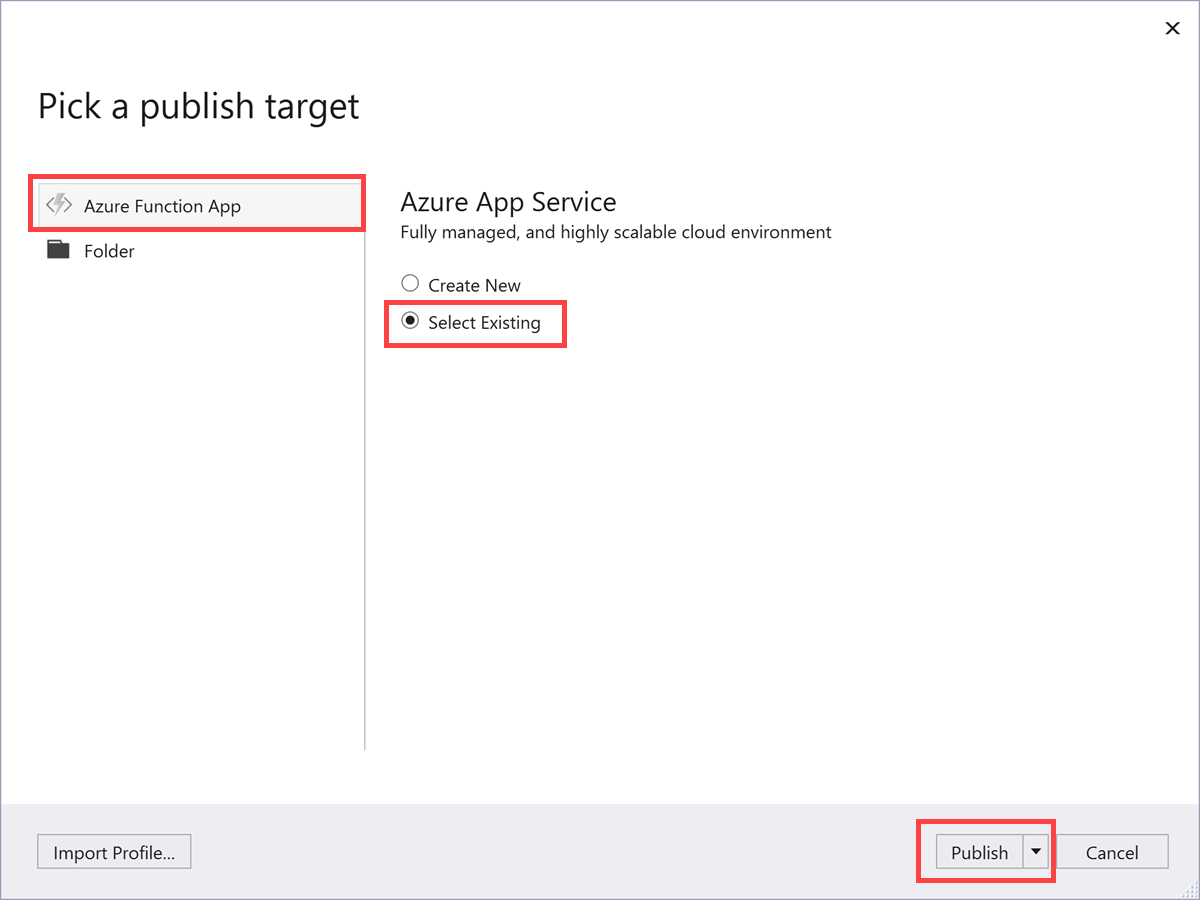 Pick a publish target
Azure Function App
Folder
Azure App Service
Fully managed, and highly scalable cloud environment
Create New
Select Existing
Import Profile...
Publish
Cancel